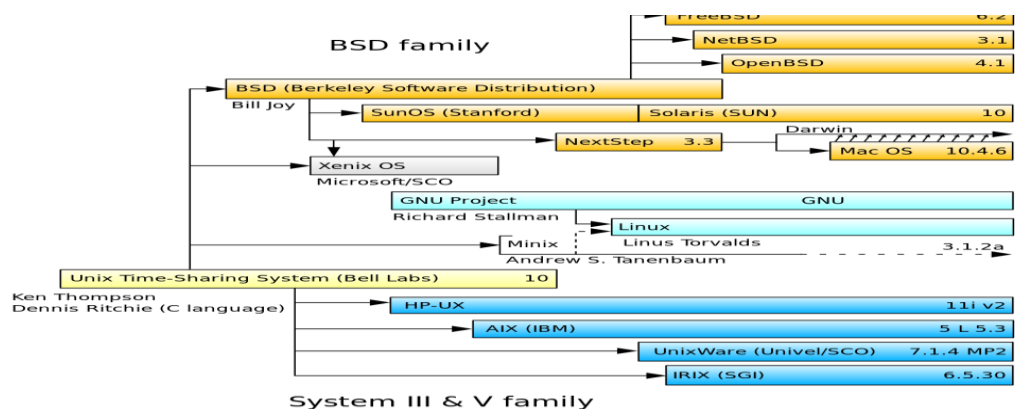 FreeBSD 6.2
BSD family
NetBSD 3.1
OpenBSD 4.1
BSD (Berkeley Software Distribution)
Bill Joy
SunOS (Stanford) Solaris (SUN) 10
Darwin
NextStep 3.3
Mac OS 10.4.6
Xenix OS
Microsoft/SCO
GNU Project GNU
Richard Stallman
Linux
Minix
Linus Torvalds
3.1.2a
Andrew S. Tanenbaum
Unix Time-Sharing System (Bell Labs) 10
Ken Thompson
Dennis Ritchie (C language)
HP-UX 11i v2
AIX (IBM) 5 L 5.3
UnixWare (Univel/SCO) 7.1.4 MP2
IRIX (SGI) 6.5.30
System III & V family